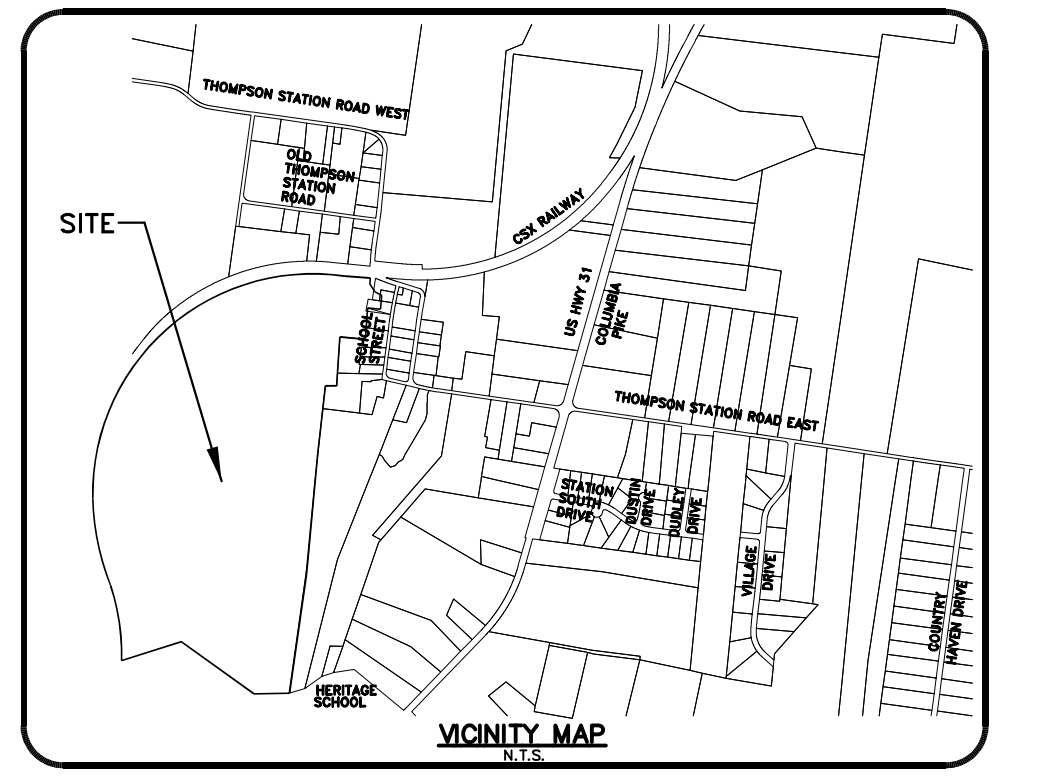 THOMPSON STATION ROAD WEST
OLD
THOMPSON
STATION
ROAD
SITE
CSX RAILWAY
US HWY 31
COLUMBIA
PIKE
SCHOOL
STREET
THOMPSON STATION ROAD EAST
STATION
SOUTH
DRIVE
DUSTIN
DRIVE
DUDLEY
DRIVE
VILLAGE
DRIVE
COUNTRY
HAVEN DRIVE
HERITAGE
SCHOOL
VICINITY MAP
N.T.S.